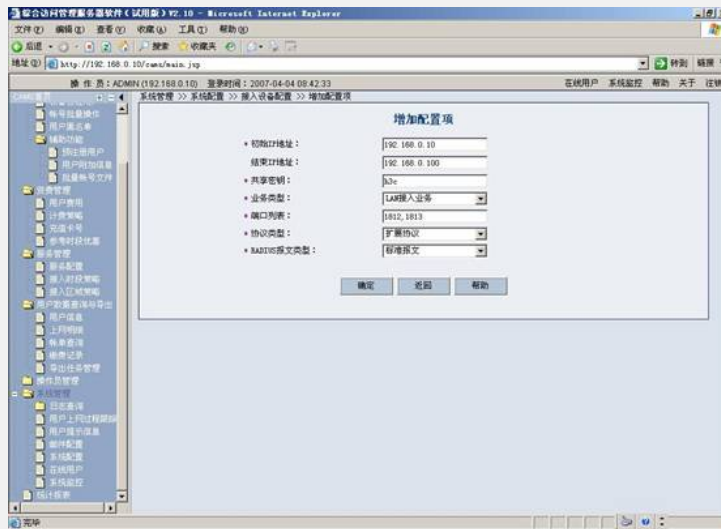 综合访问管理服务器软件(试用版)V2.10 - Microsoft Internet Explorer
文件(F) 编辑(E) 查看(V) 收藏(A) 工具(T) 帮助(H)
后退 搜索 收藏夹
地址(D) http://192.168.0.10/cams/main.jsp 转到 链接
操 作 员：ADMIN (192.168.0.10) 登录时间：2007-04-04 08:42:33 在线用户 系统监控 帮助 关于 注销
系统管理 >> 系统配置 >> 接入设备配置 >> 增加配置项
帐号批量操作
用户黑名单
辅助功能
预注册用户
用户附加信息
批量帐号文件
资费管理
用户费用
计费策略
充值卡号
参考时段优惠
服务管理
服务配置
接入时段策略
接入区域策略
用户数据查询与导出
用户信息
上网明细
帐单查询
缴费记录
导出任务管理
操作员管理
系统管理
日志查询
用户上网过程跟踪
用户提示信息
邮件配置
系统配置
在线用户
系统监控
统计报表
增加配置项
* 初始IP地址： 192.168.0.10
结束IP地址： 192.168.0.100
* 共享密钥： h3c
* 业务类型： LAN接入业务
* 端口列表： 1812,1813
* 协议类型： 扩展协议
* RADIUS报文类型： 标准报文
确定 返回 帮助
完毕